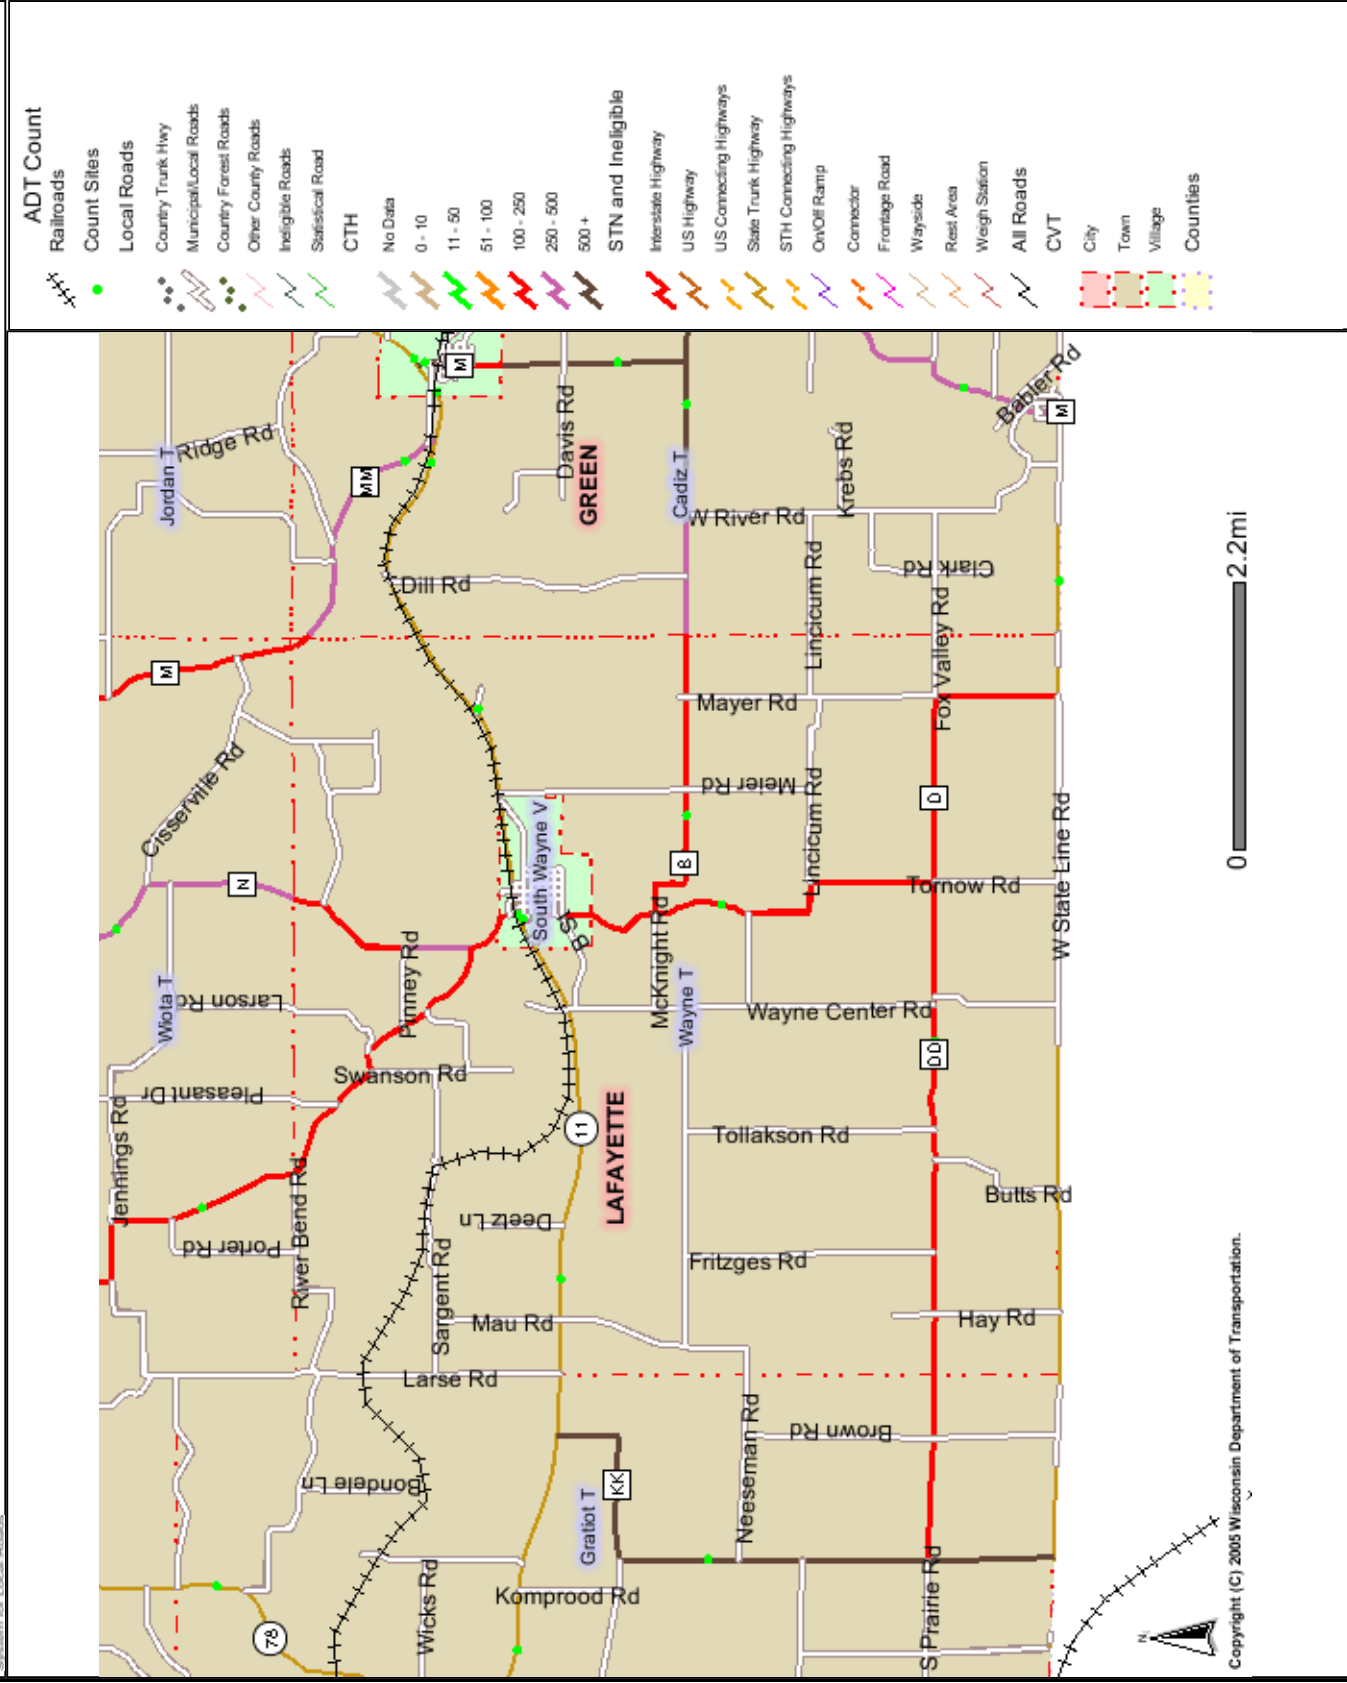 ADT Count
Railroads
Count Sites
Local Roads
Country Trunk Hwy
Municipal/Local Roads
Country Forest Roads
Other County Roads
Ineligible Roads
Statistical Road
CTH
No Data
0 - 10
11 - 50
51 - 100
100 - 250
250 - 500
500 +
STN and Ineligible
Interstate Highway
US Highway
US Connecting Highways
State Trunk Highway
STH Connecting Highways
On/Off Ramp
Connector
Frontage Road
Wayside
Rest Area
Weigh Station
All Roads
CVT
City
Town
Village
Counties
Jordan T
Ridge Rd
MM
M
Davis Rd
GREEN
Cadiz T
W River Rd
Krebs Rd
Babler Rd
M
Dill Rd
Lincicum Rd
Clark Rd
Fox Valley Rd
M
Mayer Rd
Cisserville Rd
Meier Rd
Lincicum Rd
D
W State Line Rd
N
South Wayne V
B
Tornow Rd
B St
Pinney Rd
McKnight Rd
Wiota T
Larson Rd
Wayne T
Wayne Center Rd
DD
Swanson Rd
Pleasant Dr
Jennings Rd
11
LAFAYETTE
Tollakson Rd
Butts Rd
River Bend Rd
Porter Rd
Deetz Ln
Sargent Rd
Fritzges Rd
Mau Rd
Hay Rd
Larse Rd
Neeseman Rd
Brown Rd
Bondele Ln
KK
Gratiot T
78
Wicks Rd
Komprood Rd
S Prairie Rd
0
2.2mi
N
Copyright (C) 2005 Wisconsin Department of Transportation.